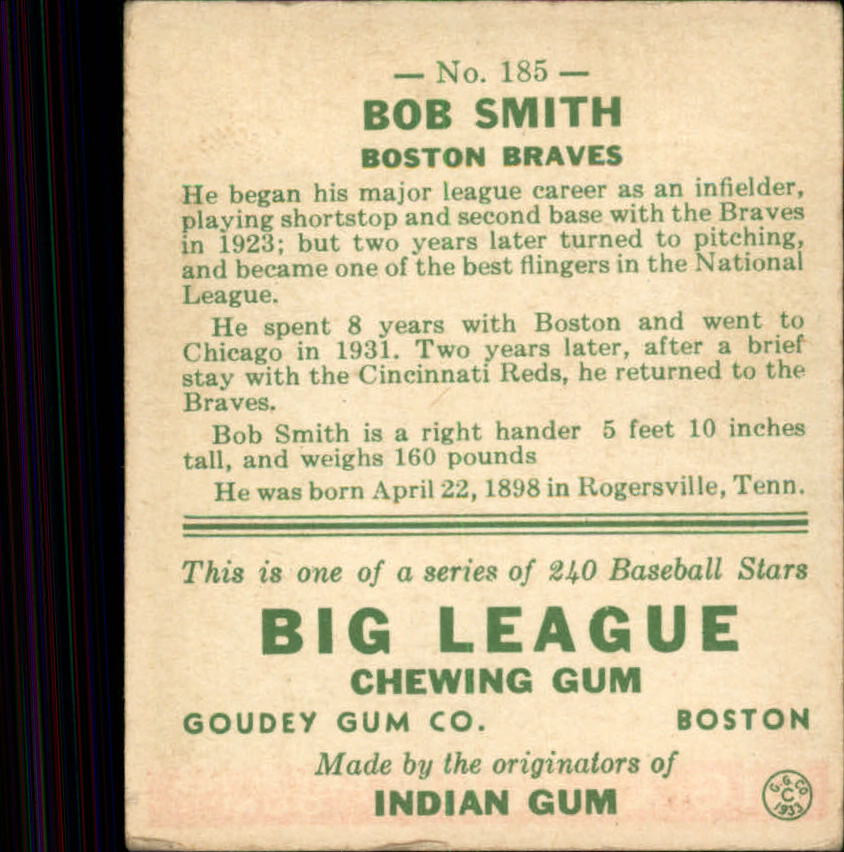 — No. 185 —
BOB SMITH
BOSTON BRAVES
He began his major league career as an infielder,
playing shortstop and second base with the Braves
in 1923; but two years later turned to pitching,
and became one of the best flingers in the National
League.
He spent 8 years with Boston and went to
Chicago in 1931. Two years later, after a brief
stay with the Cincinnati Reds, he returned to the
Braves.
Bob Smith is a right hander 5 feet 10 inches
tall, and weighs 160 pounds
He was born April 22, 1898 in Rogersville, Tenn.
This is one of a series of 240 Baseball Stars
BIG LEAGUE
CHEWING GUM
GOUDEY GUM CO. BOSTON
Made by the originators of
INDIAN GUM
G. G. CO.
C
1933